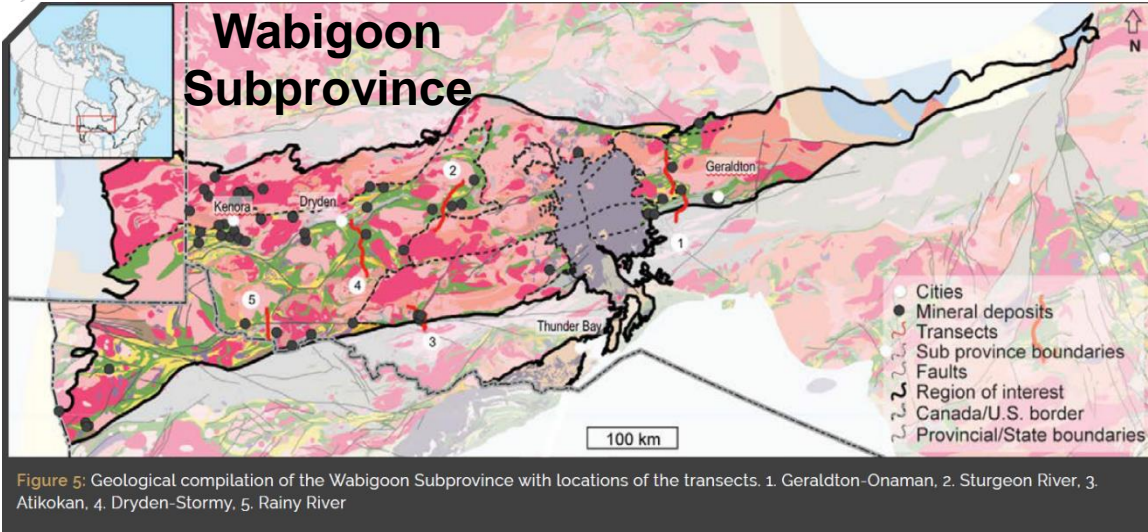 Wabigoon
Subprovince
N
Kenora
Dryden
Geraldton
Thunder Bay
1
2
3
4
5
Cities
Mineral deposits
Transects
Sub province boundaries
Faults
Region of interest
Canada/U.S. border
Provincial/State boundaries
100 km
Figure 5: Geological compilation of the Wabigoon Subprovince with locations of the transects. 1. Geraldton-Onaman, 2. Sturgeon River, 3.
Atikokan, 4. Dryden-Stormy, 5. Rainy River